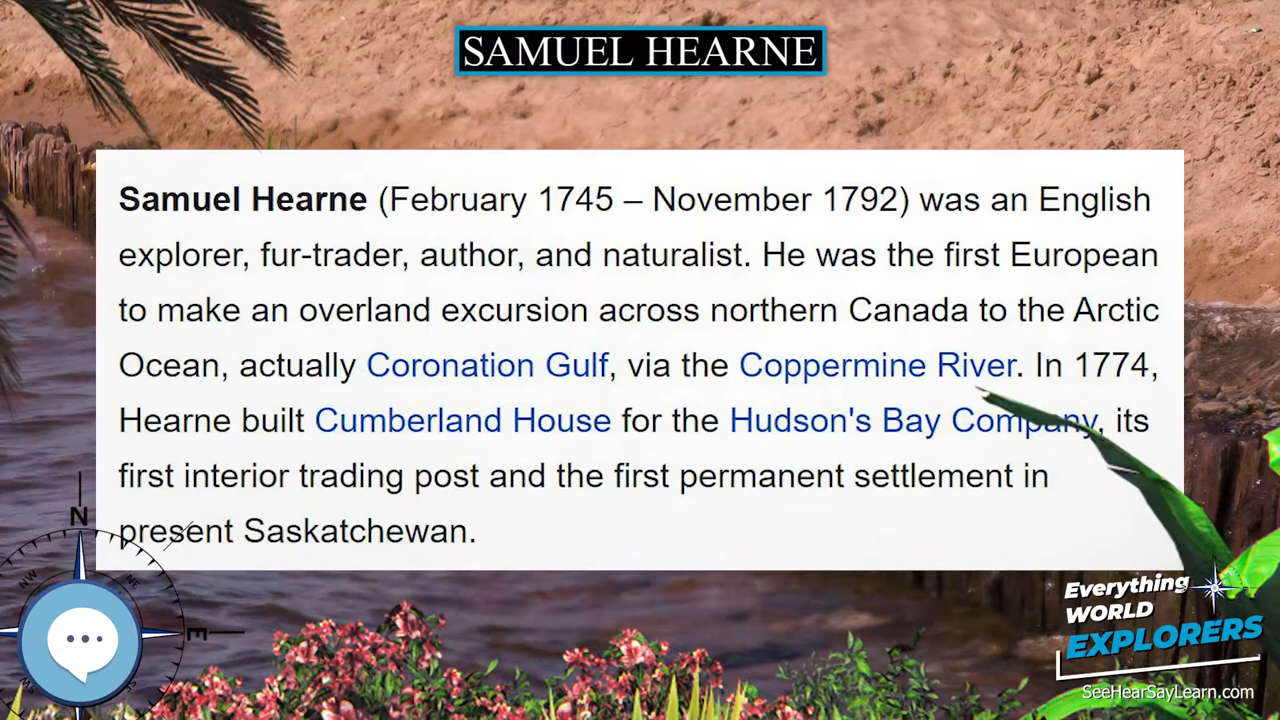 SAMUEL HEARNE
Samuel Hearne (February 1745 – November 1792) was an English
explorer, fur-trader, author, and naturalist. He was the first European
to make an overland excursion across northern Canada to the Arctic
Ocean, actually Coronation Gulf, via the Coppermine River. In 1774,
Hearne built Cumberland House for the Hudson's Bay Company, its
first interior trading post and the first permanent settlement in
present Saskatchewan.
N
NW
NE
E
Everything
WORLD
EXPLORERS
SeeHearSayLearn.com